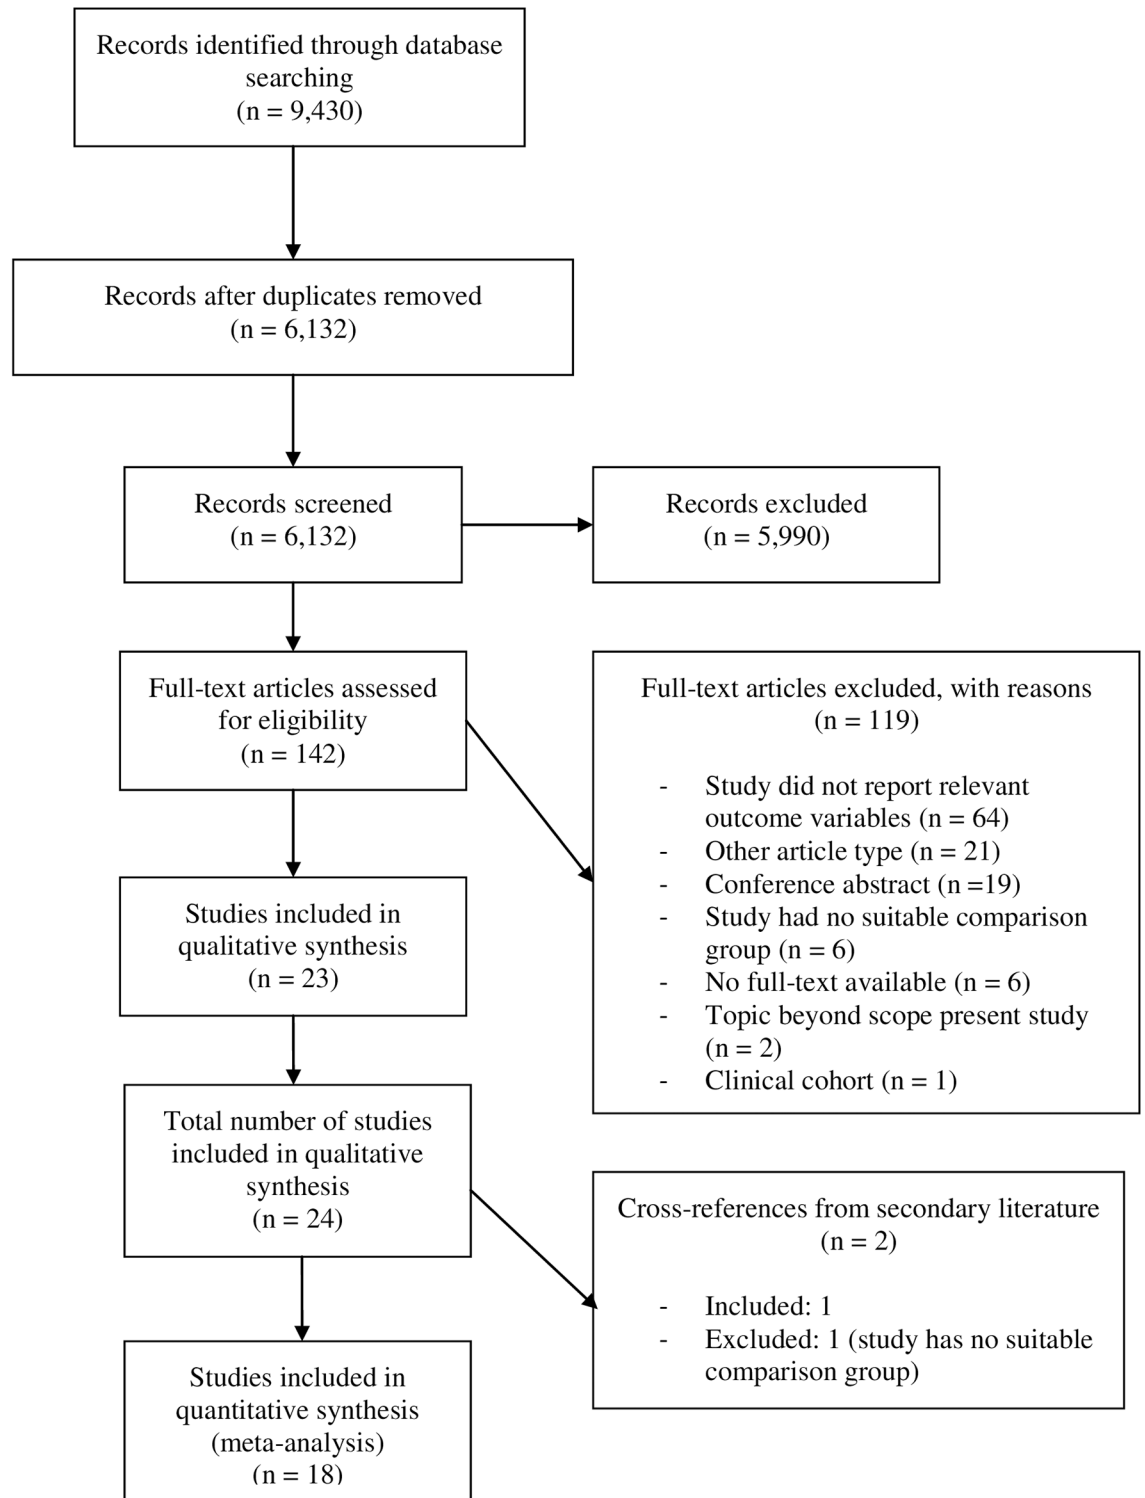 Records identified through database
searching
(n = 9,430)
Records after duplicates removed
(n = 6,132)
Records screened
(n = 6,132)
Records excluded
(n = 5,990)
Full-text articles assessed
for eligibility
(n = 142)
Full-text articles excluded, with reasons
(n = 119)
- Study did not report relevant
outcome variables (n = 64)
- Other article type (n = 21)
- Conference abstract (n =19)
- Study had no suitable comparison
group (n = 6)
- No full-text available (n = 6)
- Topic beyond scope present study
(n = 2)
- Clinical cohort (n = 1)
Studies included in
qualitative synthesis
(n = 23)
Total number of studies
included in qualitative
synthesis
(n = 24)
Cross-references from secondary literature
(n = 2)
- Included: 1
- Excluded: 1 (study has no suitable
comparison group)
Studies included in
quantitative synthesis
(meta-analysis)
(n = 18)